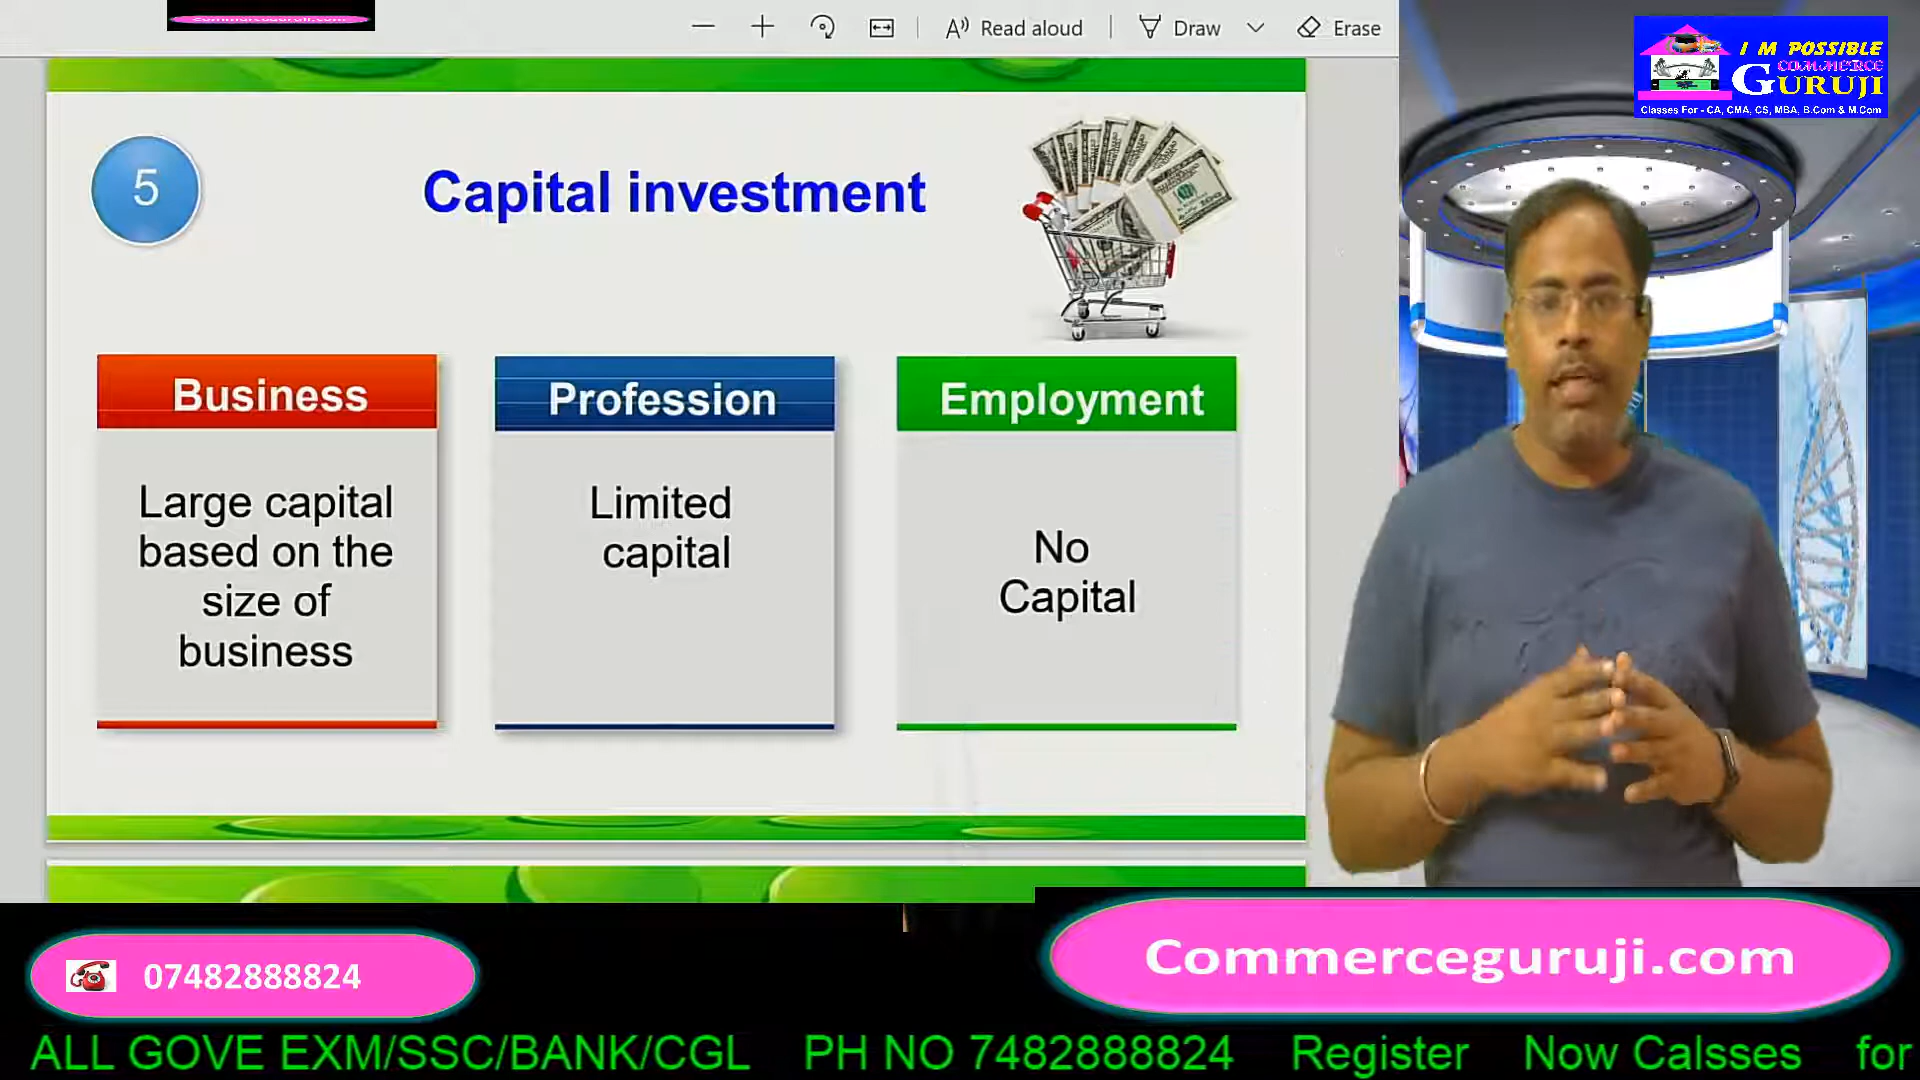 Commerceguruji.com
Read aloud
Draw
Erase
I M POSSIBLE
COMMERCE
GURUJI
Classes For - CA, CMA, CS, MBA, B.Com & M.Com
5
Capital investment
Business
Large capital
based on the
size of
business
Profession
Limited
capital
Employment
No
Capital
07482888824
Commerceguruji.com
ALL GOVE EXM/SSC/BANK/CGL PH NO 7482888824 Register Now Calsses for